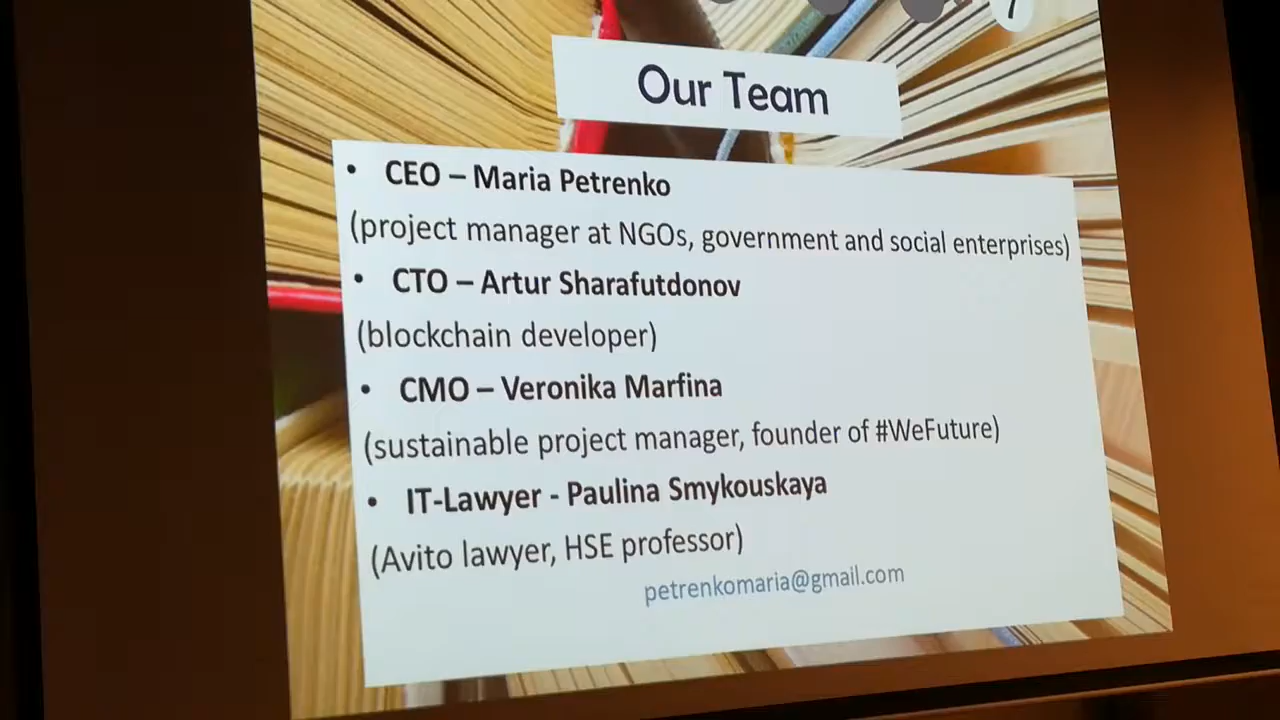 7
Our Team
• CEO – Maria Petrenko
(project manager at NGOs, government and social enterprises)
• CTO – Artur Sharafutdonov
(blockchain developer)
• CMO – Veronika Marfina
(sustainable project manager, founder of #WeFuture)
• IT-Lawyer - Paulina Smykouskaya
(Avito lawyer, HSE professor)
petrenkomaria@gmail.com